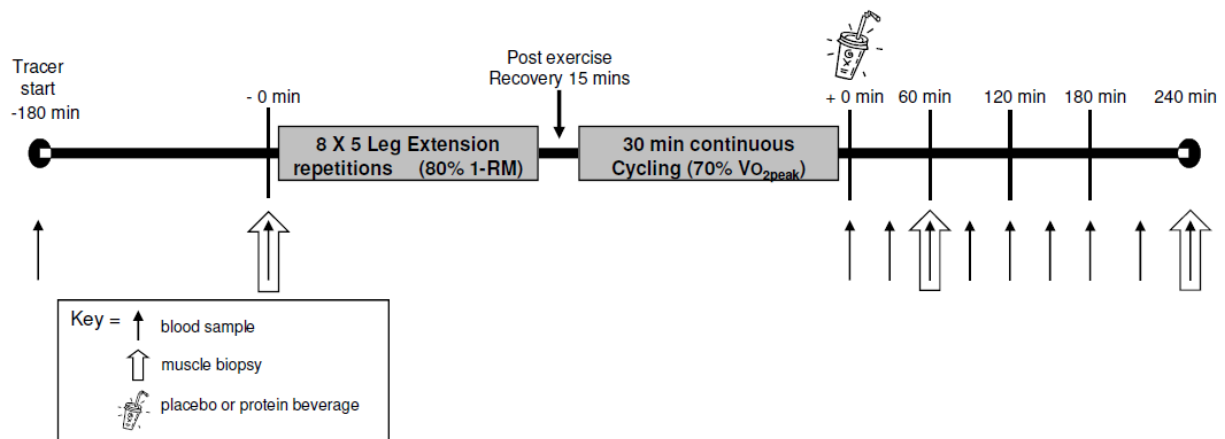 Tracer
start
-180 min
- 0 min
8 X 5 Leg Extension
repetitions (80% 1-RM)
Post exercise
Recovery 15 mins
30 min continuous
Cycling (70% VO2peak)
+ 0 min
60 min
120 min
180 min
240 min
Key =
blood sample
muscle biopsy
placebo or protein beverage